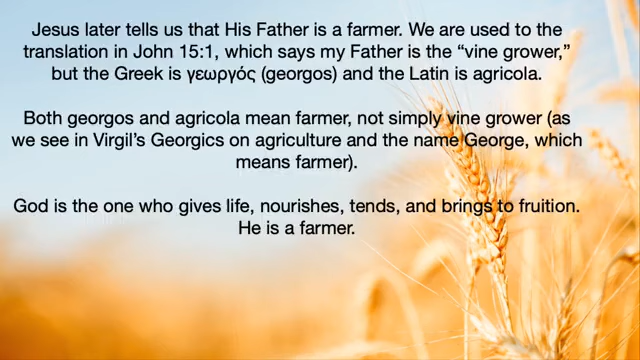 Jesus later tells us that His Father is a farmer. We are used to the
translation in John 15:1, which says my Father is the “vine grower,”
but the Greek is γεωργός (georgos) and the Latin is agricola.
Both georgos and agricola mean farmer, not simply vine grower (as
we see in Virgil’s Georgics on agriculture and the name George, which
means farmer).
God is the one who gives life, nourishes, tends, and brings to fruition.
He is a farmer.